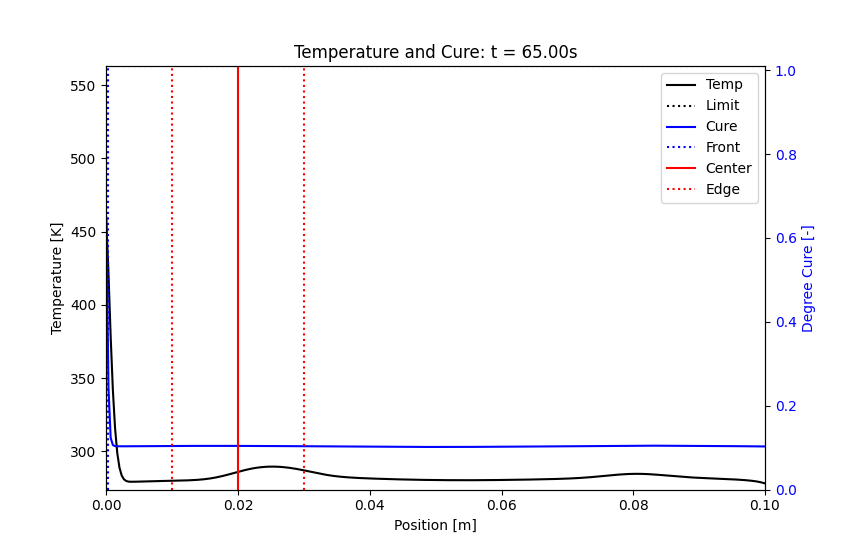 Temperature and Cure: t = 65.00s
550
500
450
400
350
300
Temperature [K]
1.0
0.8
0.6
0.4
0.2
0.0
Degree Cure [-]
Temp
Limit
Cure
Front
Center
Edge
0.00
0.02
0.04
0.06
0.08
0.10
Position [m]